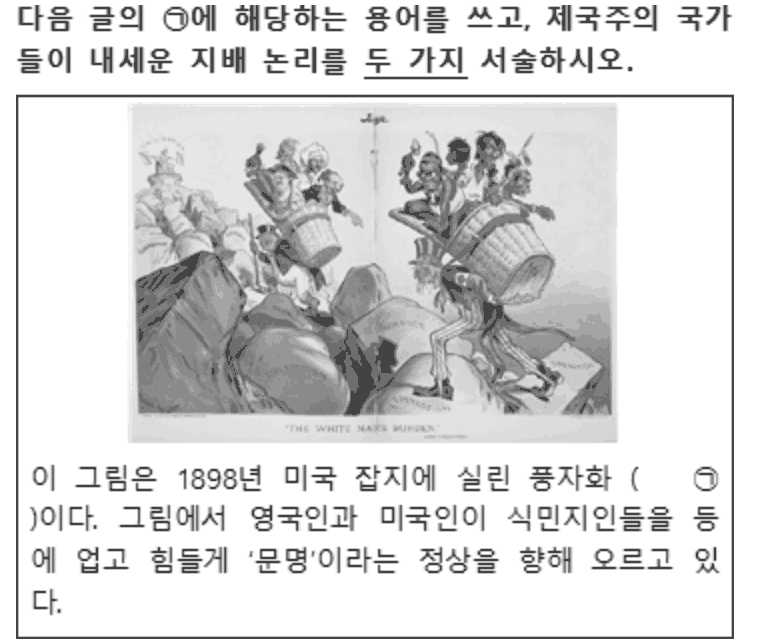 다음 글의 ㉠에 해당하는 용어를 쓰고, 제국주의 국가
들이 내세운 지배 논리를 두 가지 서술하시오.
"THE WHITE MAN'S BURDEN."
이 그림은 1898년 미국 잡지에 실린 풍자화 ( ㉠
)이다. 그림에서 영국인과 미국인이 식민지인들을 등
에 업고 힘들게 ‘문명’이라는 정상을 향해 오르고 있
다.